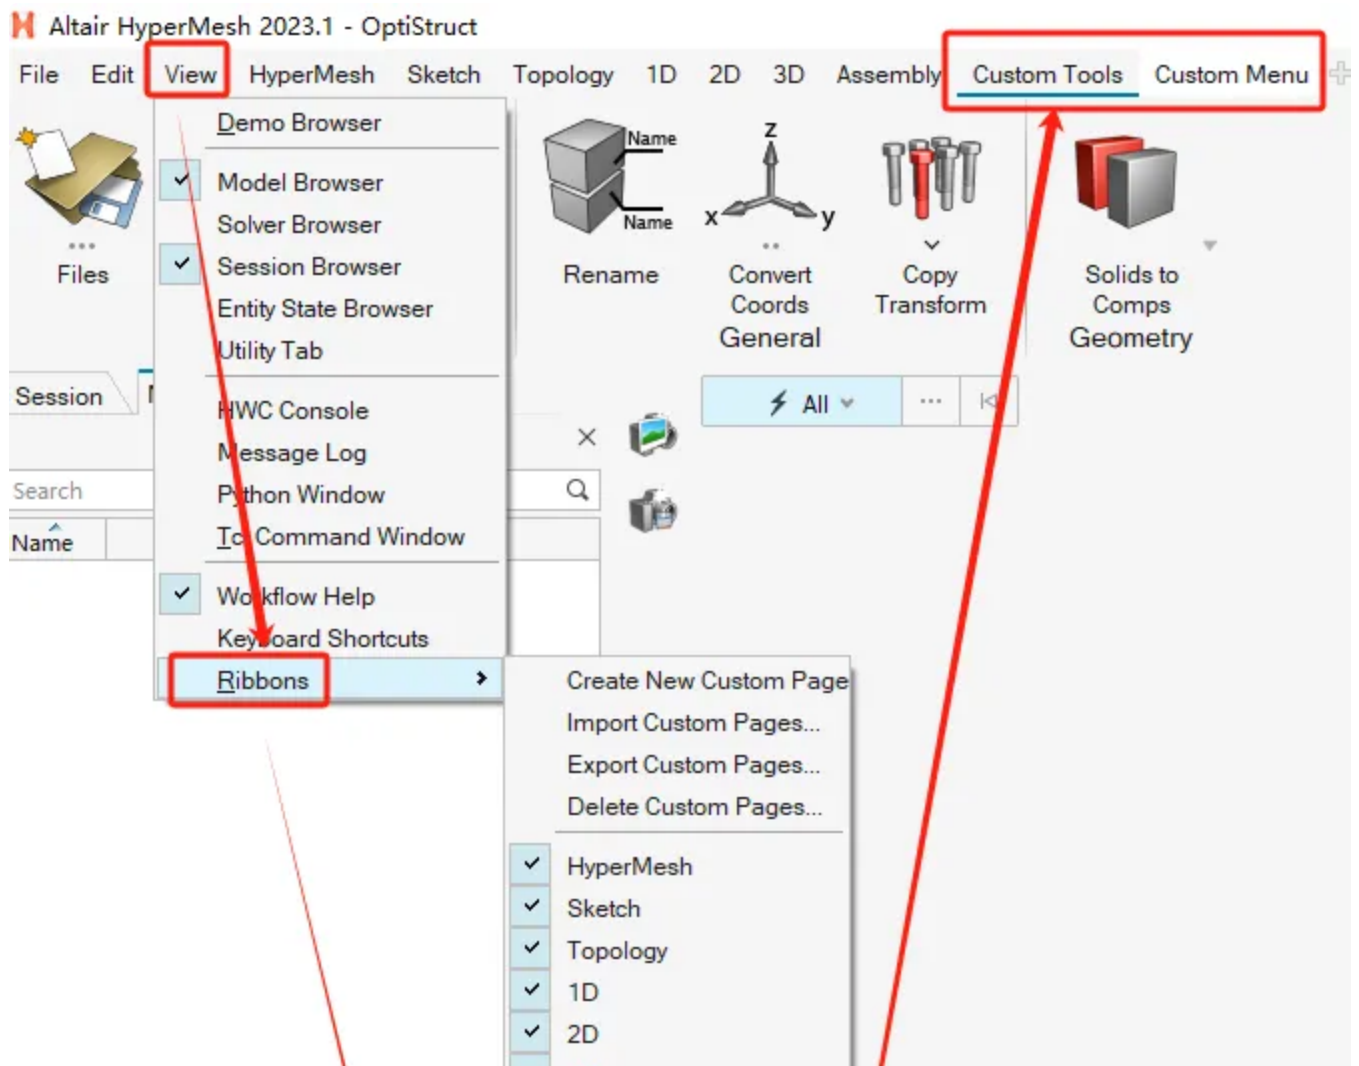 Altair HyperMesh 2023.1 - OptiStruct
File Edit View HyperMesh Sketch Topology 1D 2D 3D Assembly Custom Tools Custom Menu
Demo Browser
Model Browser
Solver Browser
Session Browser
Entity State Browser
Utility Tab
HWC Console
Message Log
Python Window
Tcl Command Window
Workflow Help
Keyboard Shortcuts
Ribbons
Files
Name
Name
Rename
z
x
y
Convert
Coords
General
Copy
Transform
Solids to
Comps
Geometry
Session
All
Search
Name
Create New Custom Page
Import Custom Pages...
Export Custom Pages...
Delete Custom Pages...
HyperMesh
Sketch
Topology
1D
2D